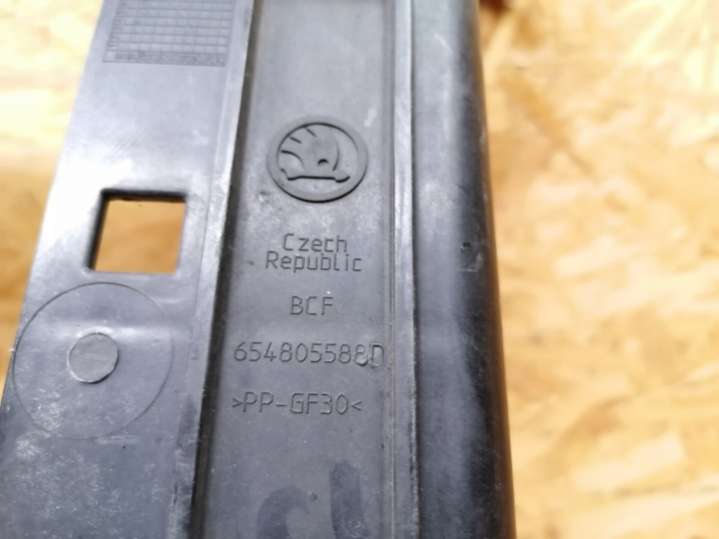 Czech
Republic
BCF
654805588D
>PP-GF30<